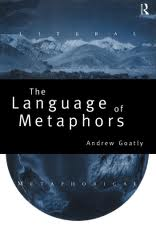 LITERAL
The
Language of
Metaphors
Andrew Goatly
METAPHORICAL